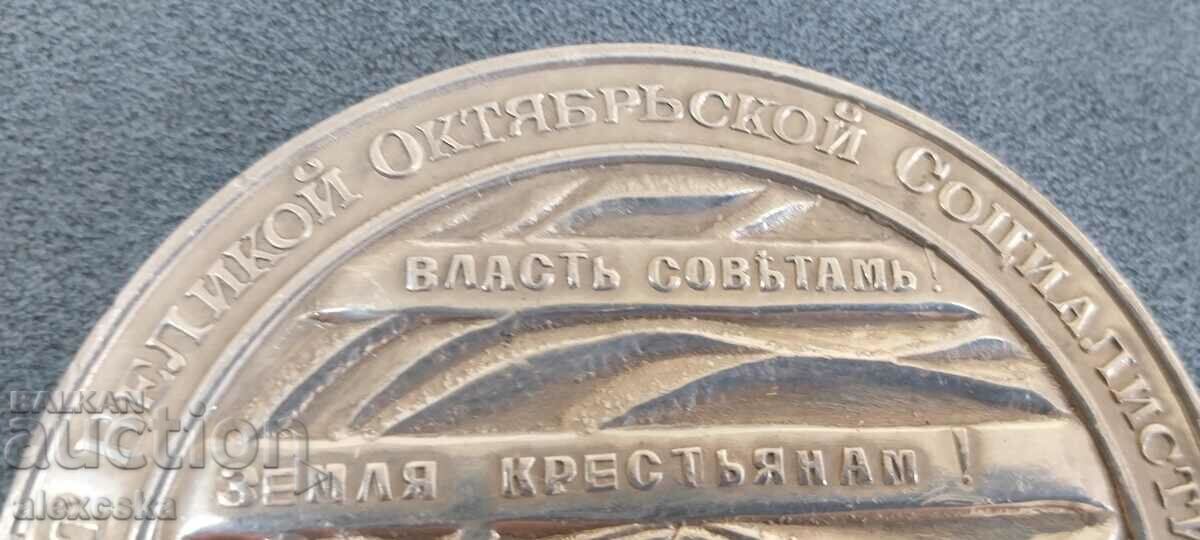 ВЕЛИКОЙ ОКТЯБРЬСКОЙ СОЦИАЛИСТ
ВЛАСТЬ СОВѢТАМЪ!
ЗЕМЛЯ КРЕСТЬЯНАМ!
BALKAN
auction
alexcska